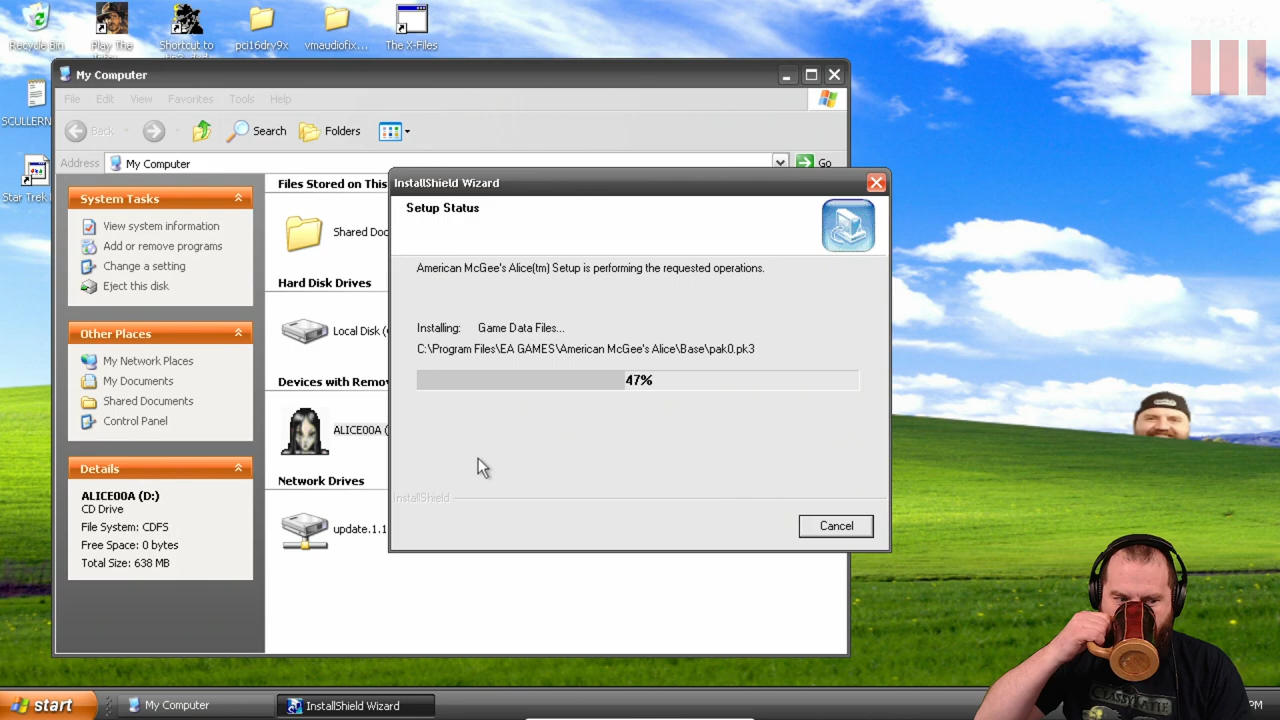 Recycle Bin
Play The
Shortcut to
pci16drv9x
vmaudiofix...
The X-Files
SCULLERN
Star Trek
My Computer
File Edit View Favorites Tools Help
Back
Search
Folders
Address
My Computer
Go
System Tasks
View system information
Add or remove programs
Change a setting
Eject this disk
Other Places
My Network Places
My Documents
Shared Documents
Control Panel
Details
ALICE00A (D:)
CD Drive
File System: CDFS
Free Space: 0 bytes
Total Size: 638 MB
Files Stored on This
Shared Doc
Hard Disk Drives
Local Disk (
Devices with Remov
ALICE00A (
Network Drives
update.1.1
InstallShield Wizard
Setup Status
American McGee's Alice(tm) Setup is performing the requested operations.
Installing: Game Data Files...
C:\Program Files\EA GAMES\American McGee's Alice\Base\pak0.pk3
47%
InstallShield
Cancel
start
My Computer
InstallShield Wizard
PM